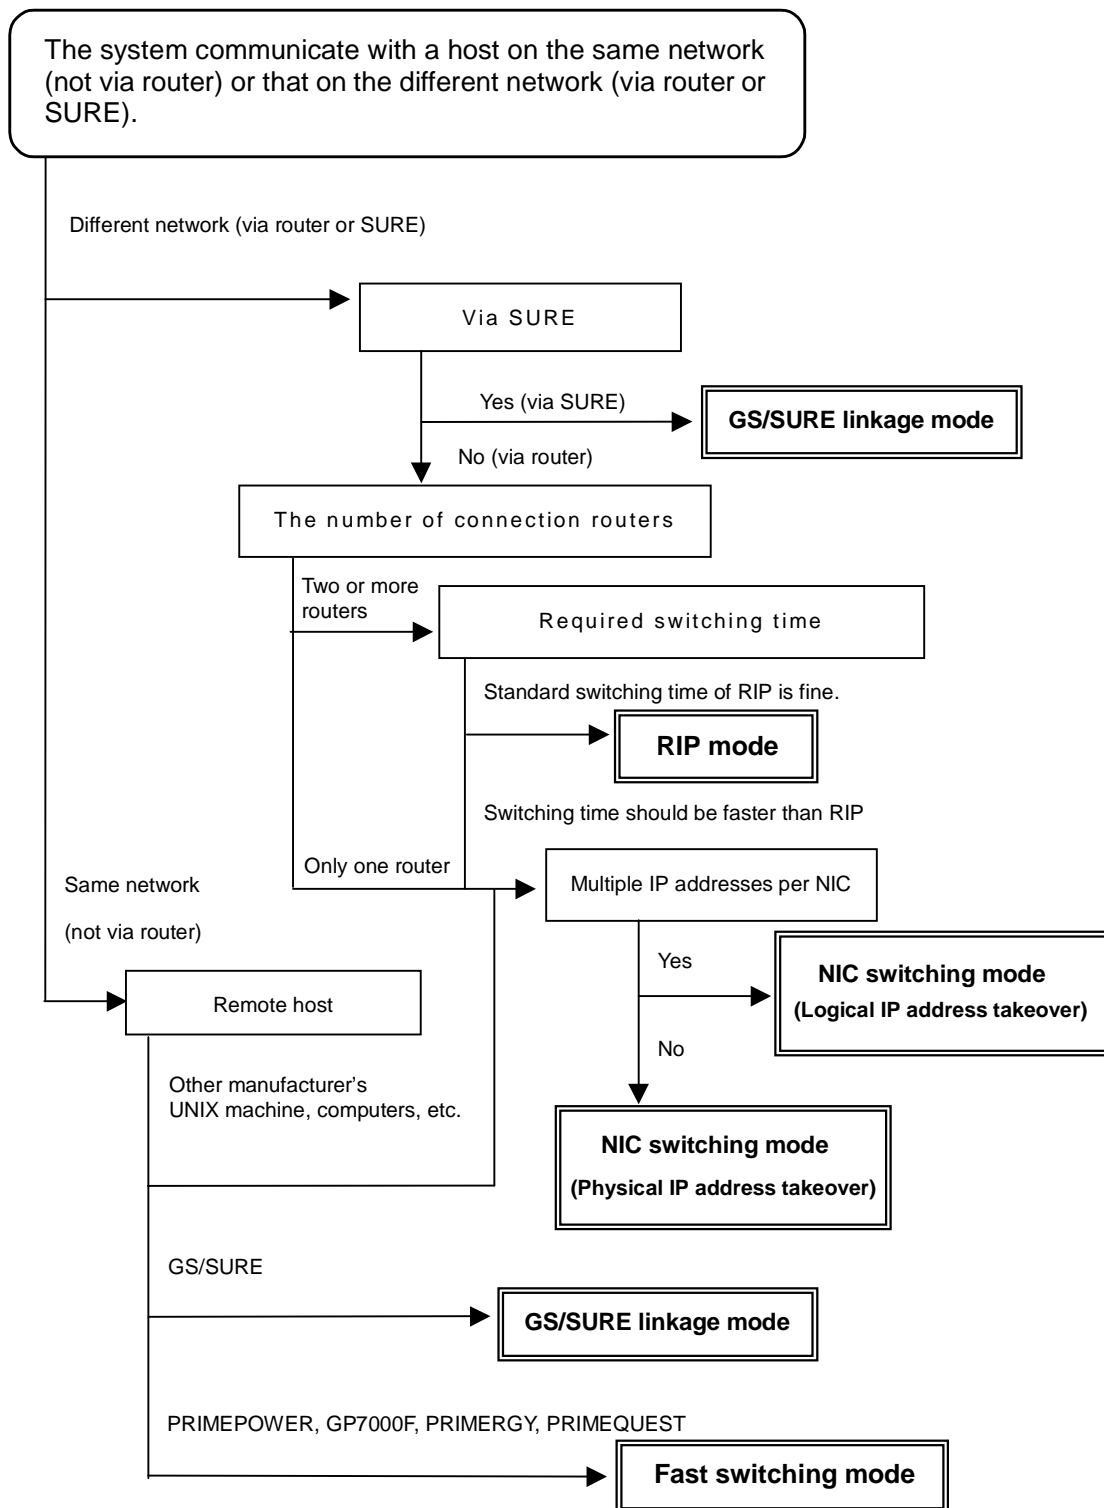 The system communicate with a host on the same network
(not via router) or that on the different network (via router or
SURE).
Different network (via router or SURE)
Via SURE
Yes (via SURE)
GS/SURE linkage mode
No (via router)
The number of connection routers
Two or more
routers
Required switching time
Standard switching time of RIP is fine.
RIP mode
Switching time should be faster than RIP
Only one router
Multiple IP addresses per NIC
Same network
(not via router)
Yes
NIC switching mode
(Logical IP address takeover)
Remote host
No
Other manufacturer’s
UNIX machine, computers, etc.
NIC switching mode
(Physical IP address takeover)
GS/SURE
GS/SURE linkage mode
PRIMEPOWER, GP7000F, PRIMERGY, PRIMEQUEST
Fast switching mode